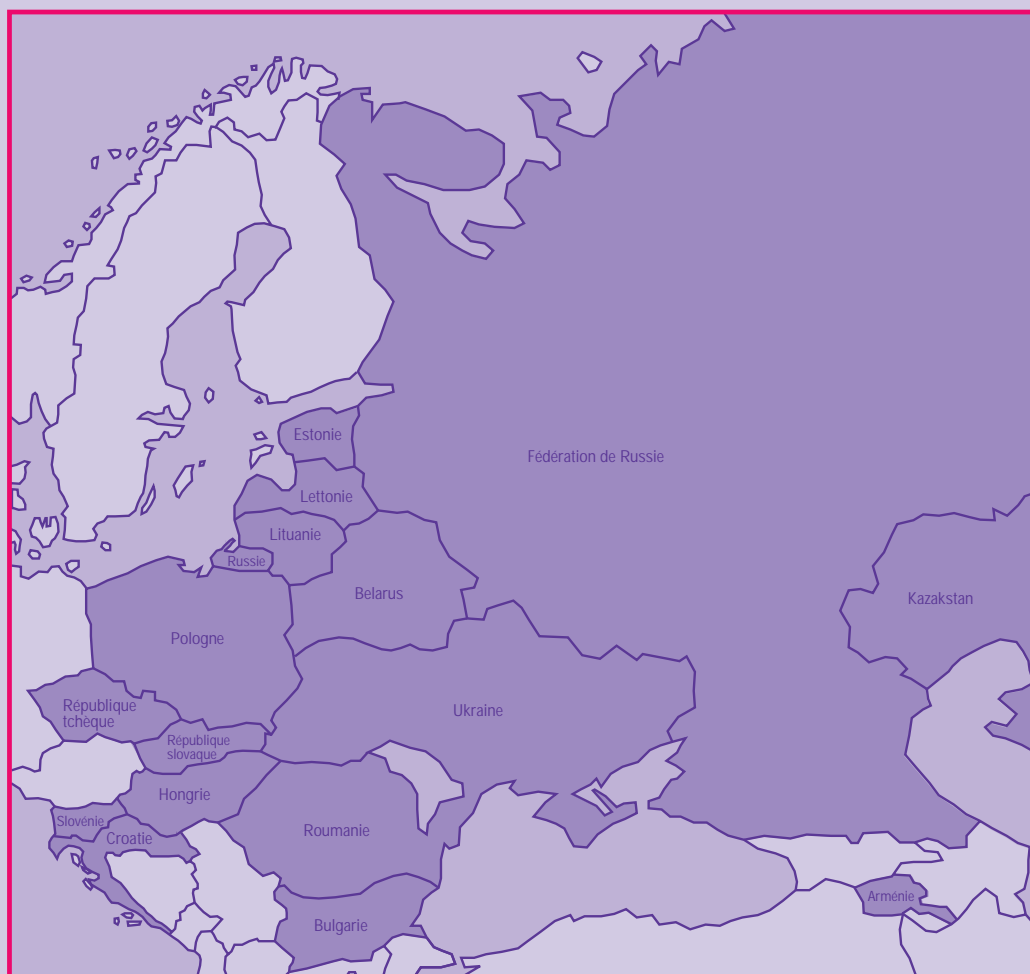 Estonie
Fédération de Russie
Lettonie
Lituanie
Russie
Belarus
Kazakstan
Pologne
République
tchèque
Ukraine
République
slovaque
Hongrie
Slovénie
Croatie
Roumanie
Arménie
Bulgarie